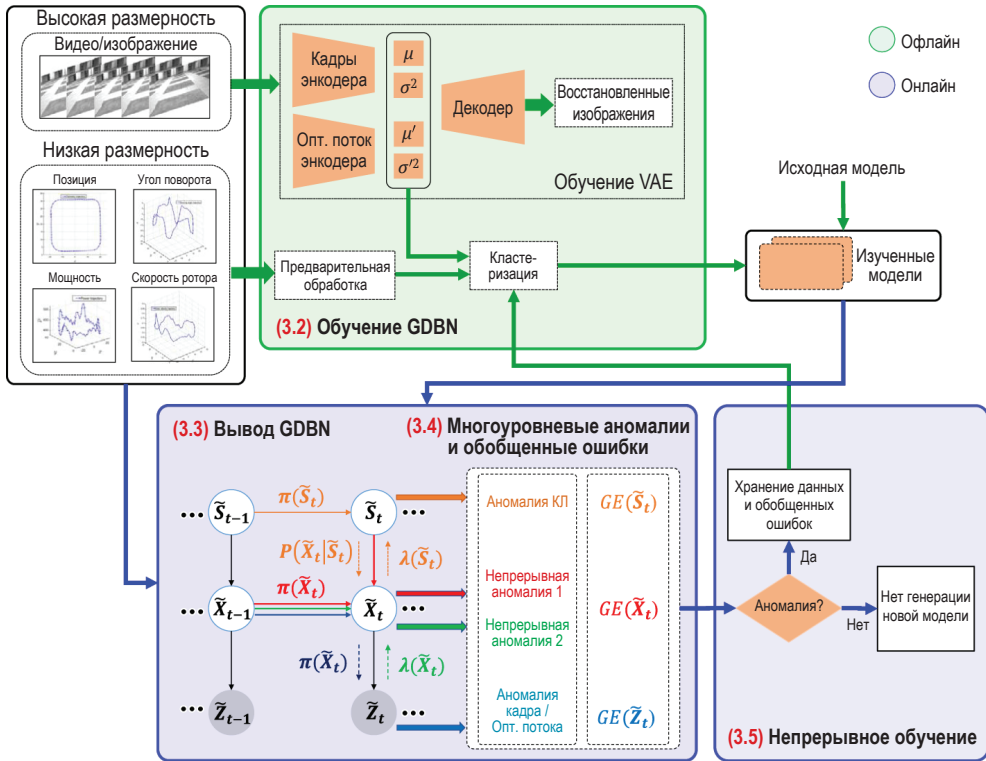 Высокая размерность
Видео/изображение
Низкая размерность
Позиция
Угол поворота
Мощность
Скорость ротора
Кадры
энкодера
Опт. поток
энкодера
μ
σ²
μ′
σ′²
Декодер
Восстановленные
изображения
Обучение VAE
Предварительная
обработка
Класте-
ризация
(3.2) Обучение GDBN
Офлайн
Онлайн
Исходная модель
Изученные
модели
(3.3) Вывод GDBN
(3.4) Многоуровневые аномалии
и обобщенные ошибки
... S̃ₜ₋₁ π(S̃ₜ) S̃ₜ ...
P(X̃ₜ|S̃ₜ) λ(S̃ₜ)
... X̃ₜ₋₁ π(X̃ₜ) X̃ₜ ...
π(X̃ₜ) λ(X̃ₜ)
... Z̃ₜ₋₁ Z̃ₜ ...
Аномалия КЛ
Непрерывная
аномалия 1
Непрерывная
аномалия 2
Аномалия
кадра /
Опт. потока
GE(S̃ₜ)
GE(X̃ₜ)
GE(Z̃ₜ)
Хранение данных
и обобщенных
ошибок
Да
Аномалия?
Нет
Нет генерации
новой модели
(3.5) Непрерывное обучение